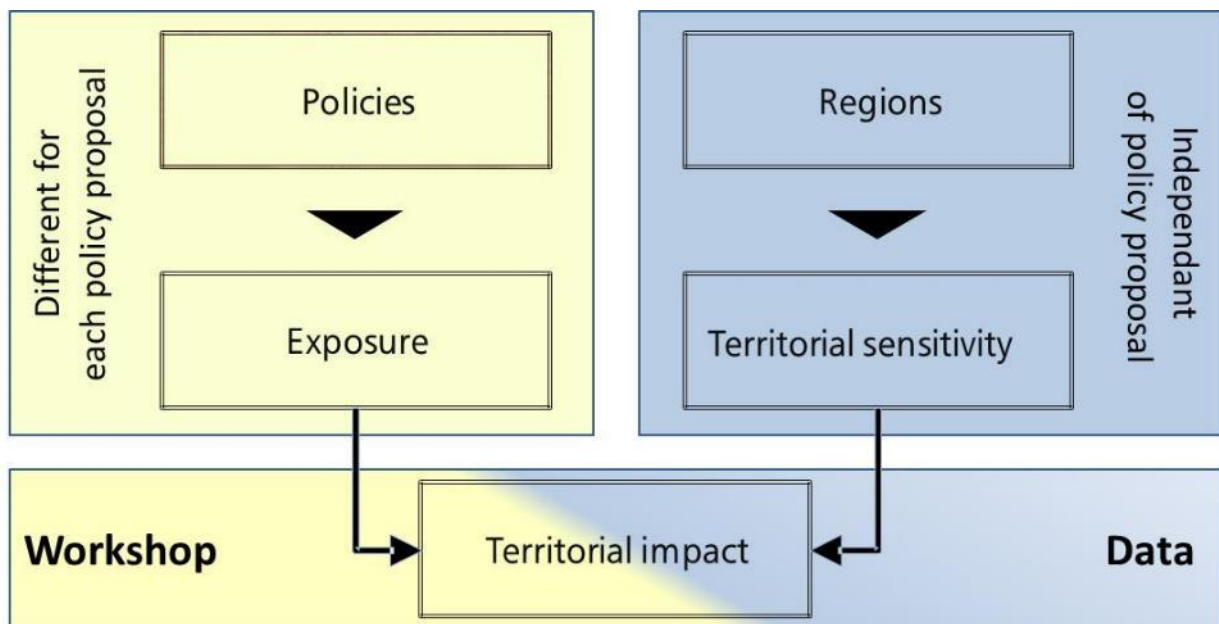 Different for
each policy proposal
Policies
Exposure
Regions
Territorial sensitivity
Independant
of policy proposal
Workshop
Territorial impact
Data